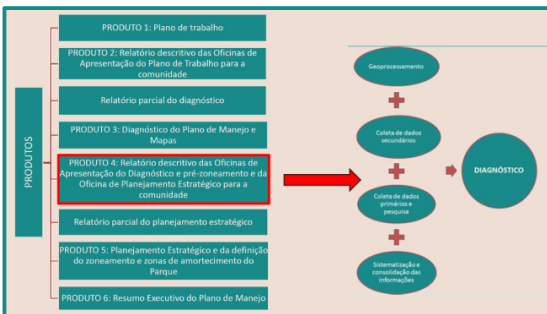 PRODUTOS
PRODUTO 1: Plano de trabalho
PRODUTO 2: Relatório descritivo das Oficinas de
Apresentação do Plano de Trabalho para a
comunidade
Relatório parcial do diagnóstico
PRODUTO 3: Diagnóstico do Plano de Manejo e
Mapas
PRODUTO 4: Relatório descritivo das Oficinas de
Apresentação do Diagnóstico e pré-zoneamento e da
Oficina de Planejamento Estratégico para a
comunidade
Relatório parcial do planejamento estratégico
PRODUTO 5: Planejamento Estratégico e da definição
do zoneamento e zonas de amortecimento do
Parque
PRODUTO 6: Resumo Executivo do Plano de Manejo
Geoprocessamento
Coleta de dados
secundários
Coleta de dados
primários e
pesquisa
Sistematização e
consolidação das
informações
DIAGNÓSTICO